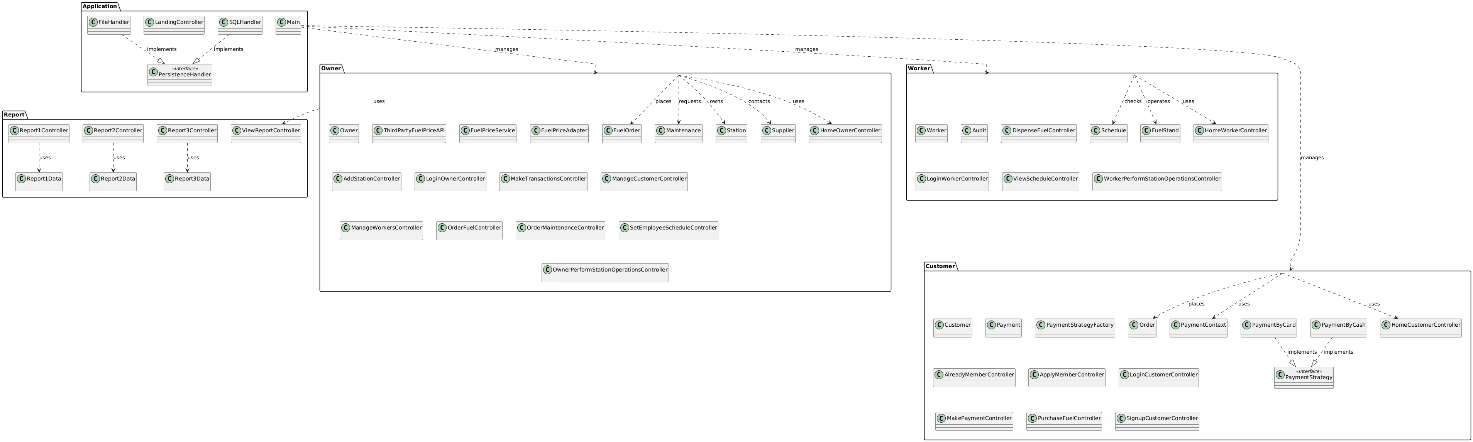 Application
C FileHandler
C LandingController
C SQLHandler
C Main
implements
implements
manages
manages
«interface»
C PersistenceHandler
Owner
Worker
uses
places
requests
owns
contacts
uses
checks
operates
uses
Report
C Report1Controller
C Report2Controller
C Report3Controller
C ViewReportController
C Owner
C ThirdPartyFuelPriceAPI
C FuelPriceService
C FuelPriceAdapter
C FuelOrder
C Maintenance
C Station
C Supplier
C HomeOwnerController
C Worker
C Audit
C DispenseFuelController
C Schedule
C FuelStand
C HomeWorkerController
uses
uses
uses
manages
C Report1Data
C Report2Data
C Report3Data
C AddStationController
C LoginOwnerController
C MakeTransactionsController
C ManageCustomerController
C LoginWorkerController
C ViewScheduleController
C WorkerPerformStationOperationsController
C ManageWorkersController
C OrderFuelController
C OrderMaintenanceController
C SetEmployeeScheduleController
C OwnerPerformStationOperationsController
Customer
places
uses
uses
C Customer
C Payment
C PaymentStrategyFactory
C Order
C PaymentContext
C PaymentByCard
C PaymentByCash
C HomeCustomerController
implements
implements
C AlreadyMemberController
C ApplyMemberController
C LoginCustomerController
«interface»
C PaymentStrategy
C MakePaymentController
C PurchaseFuelController
C SignupCustomerController